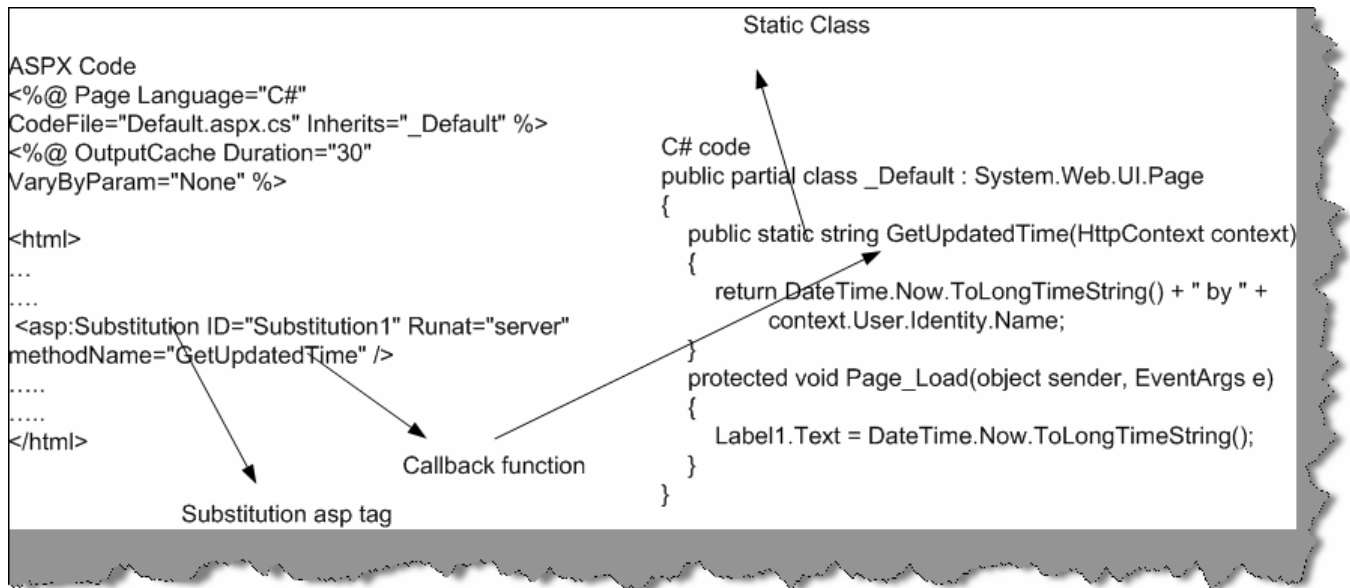 Static Class
ASPX Code
<%@ Page Language="C#"
CodeFile="Default.aspx.cs" Inherits="_Default" %>
<%@ OutputCache Duration="30"
VaryByParam="None" %>
<html>
...
....
<asp:Substitution ID="Substitution1" Runat="server"
methodName="GetUpdatedTime" />
.....
.....
</html>
Callback function
Substitution asp tag
C# code
public partial class _Default : System.Web.UI.Page
{
public static string GetUpdatedTime(HttpContext context)
{
return DateTime.Now.ToLongTimeString() + " by " +
context.User.Identity.Name;
}
protected void Page_Load(object sender, EventArgs e)
{
Label1.Text = DateTime.Now.ToLongTimeString();
}
}